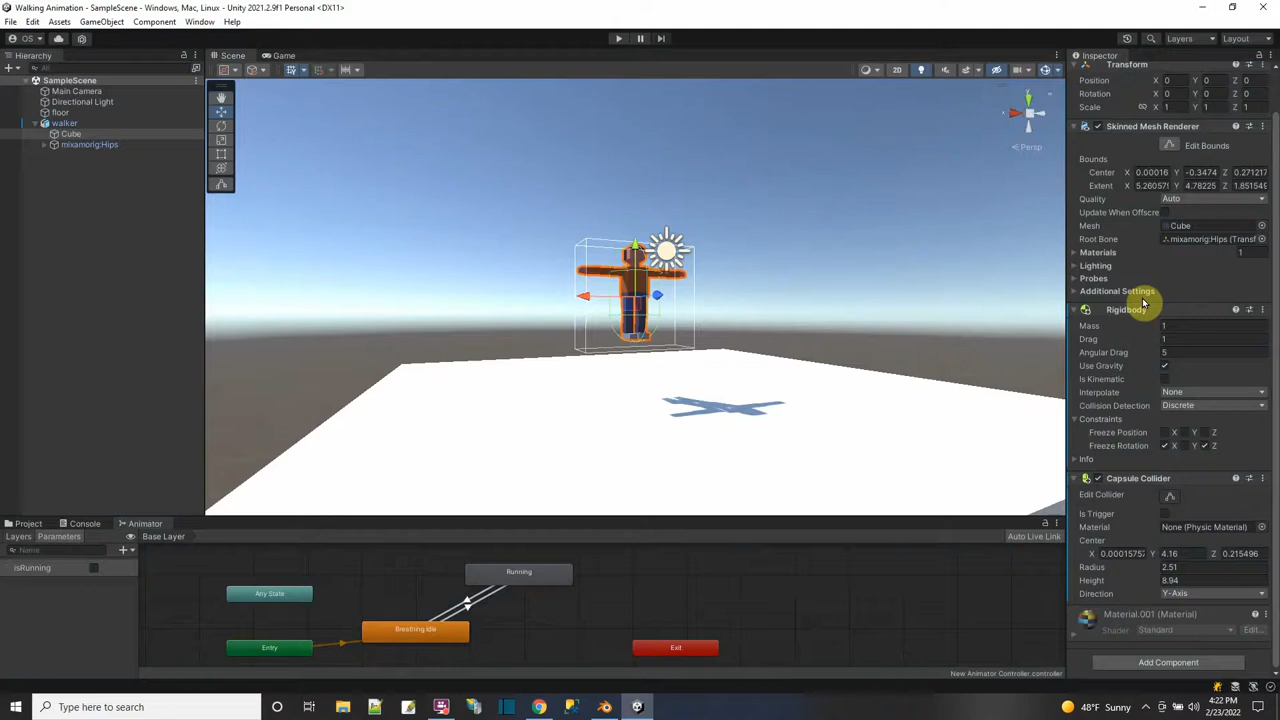 Walking Animation - SampleScene - Windows, Mac, Linux - Unity 2021.2.9f1 Personal <DX11>
File Edit Assets GameObject Component Window Help
OS Layers Layout
Hierarchy
All
SampleScene
Main Camera
Directional Light
floor
walker
Cube
mixamorig:Hips
Scene Game
2D
y
x
Persp
Inspector
Transform
Position X 0 Y 0 Z 0
Rotation X 0 Y 0 Z 0
Scale X 1 Y 1 Z 1
Skinned Mesh Renderer
Edit Bounds
Bounds
Center X 0.00016 Y -0.3474 Z 0.271217
Extent X 5.26057 Y 4.78225 Z 1.851549
Quality Auto
Update When Offscre
Mesh Cube
Root Bone mixamorig:Hips (Transf
Materials 1
Lighting
Probes
Additional Settings
Rigidbody
Mass 1
Drag 1
Angular Drag 5
Use Gravity
Is Kinematic
Interpolate None
Collision Detection Discrete
Constraints
Freeze Position X Y Z
Freeze Rotation X Y Z
Info
Capsule Collider
Edit Collider
Is Trigger
Material None (Physic Material)
Center
X 0.0001575 Y 4.16 Z 0.215496
Radius 2.51
Height 8.94
Direction Y-Axis
Material.001 (Material)
Shader Standard Edit...
Add Component
Project Console Animator
Layers Parameters Base Layer Auto Live Link
Name
isRunning
Running
Any State
Breathing Idle
Entry
Exit
New Animator Controller.controller
Type here to search
48°F Sunny
4:22 PM
2/23/2022